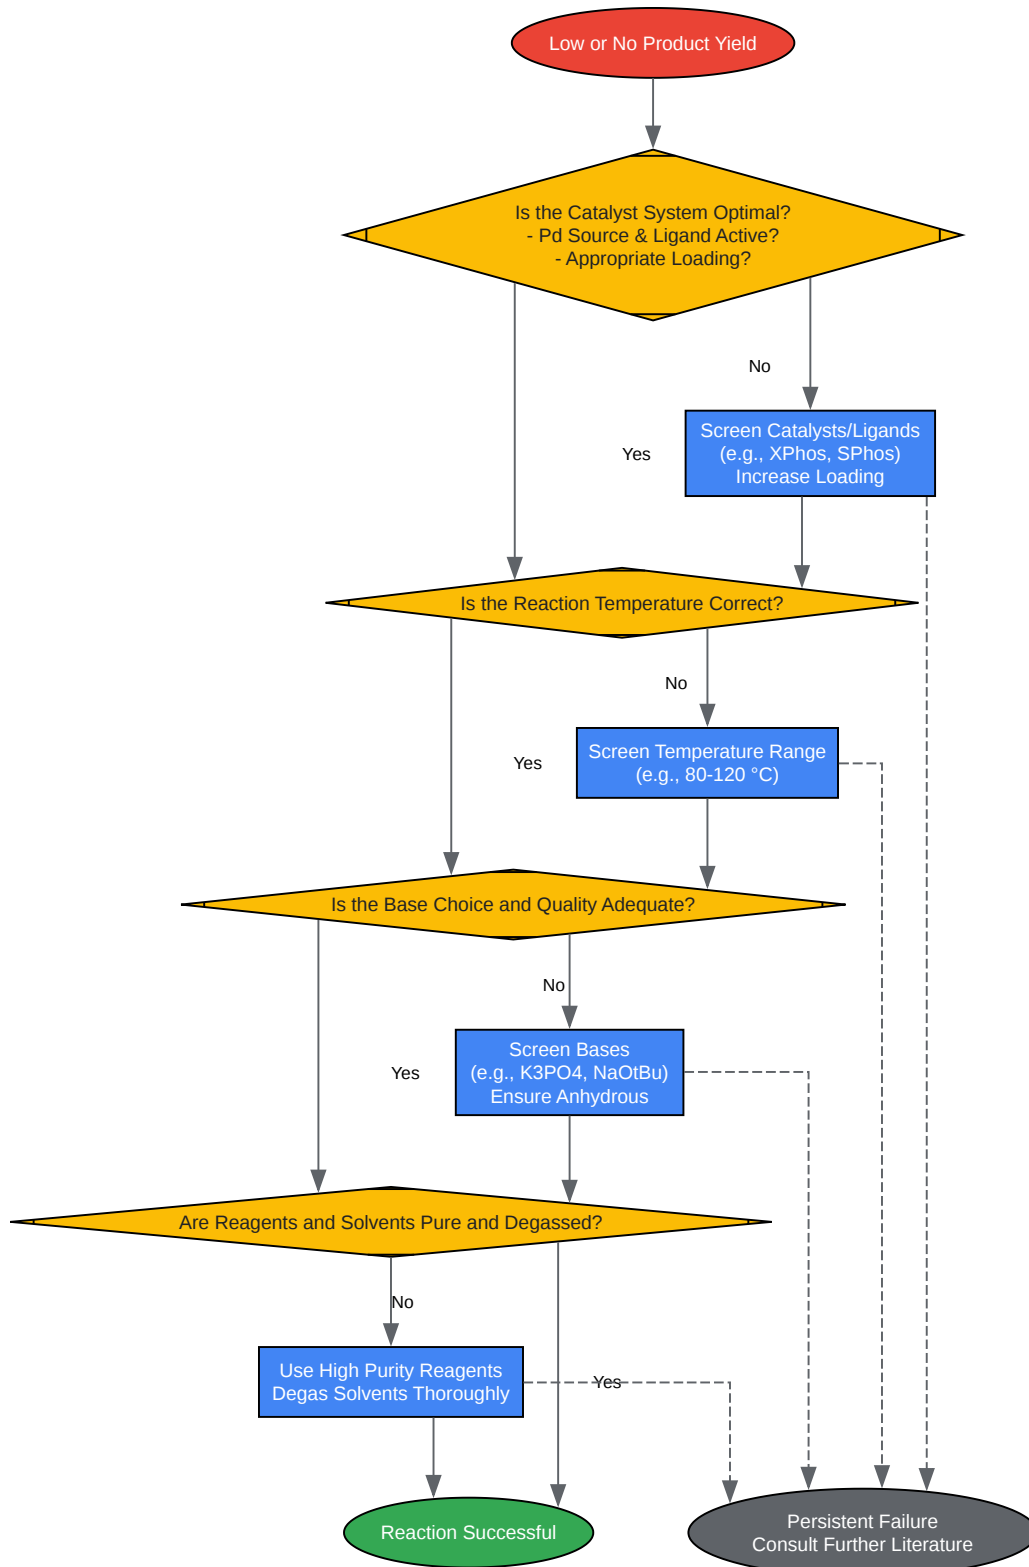 Low or No Product Yield
Is the Catalyst System Optimal?
- Pd Source & Ligand Active?
- Appropriate Loading?
No
Screen Catalysts/Ligands
(e.g., XPhos, SPhos)
Increase Loading
Yes
Is the Reaction Temperature Correct?
No
Screen Temperature Range
(e.g., 80-120 °C)
Yes
Is the Base Choice and Quality Adequate?
No
Screen Bases
(e.g., K3PO4, NaOtBu)
Ensure Anhydrous
Yes
Are Reagents and Solvents Pure and Degassed?
No
Use High Purity Reagents
Degas Solvents Thoroughly
Yes
Reaction Successful
Persistent Failure
Consult Further Literature